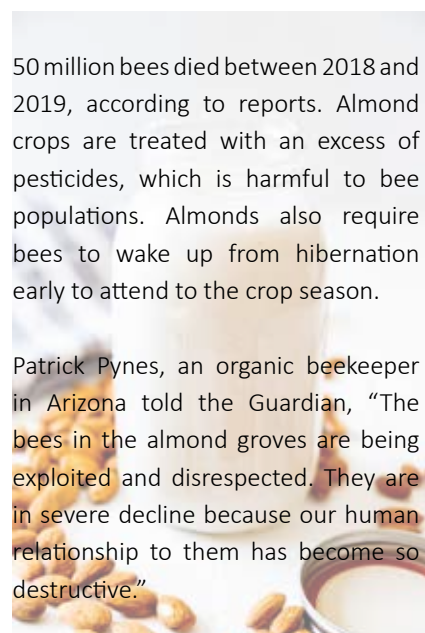 50 million bees died between 2018 and
2019, according to reports. Almond
crops are treated with an excess of
pesticides, which is harmful to bee
populations. Almonds also require
bees to wake up from hibernation
early to attend to the crop season.
Patrick Pynes, an organic beekeeper
in Arizona told the Guardian, “The
bees in the almond groves are being
exploited and disrespected. They are
in severe decline because our human
relationship to them has become so
destructive.”